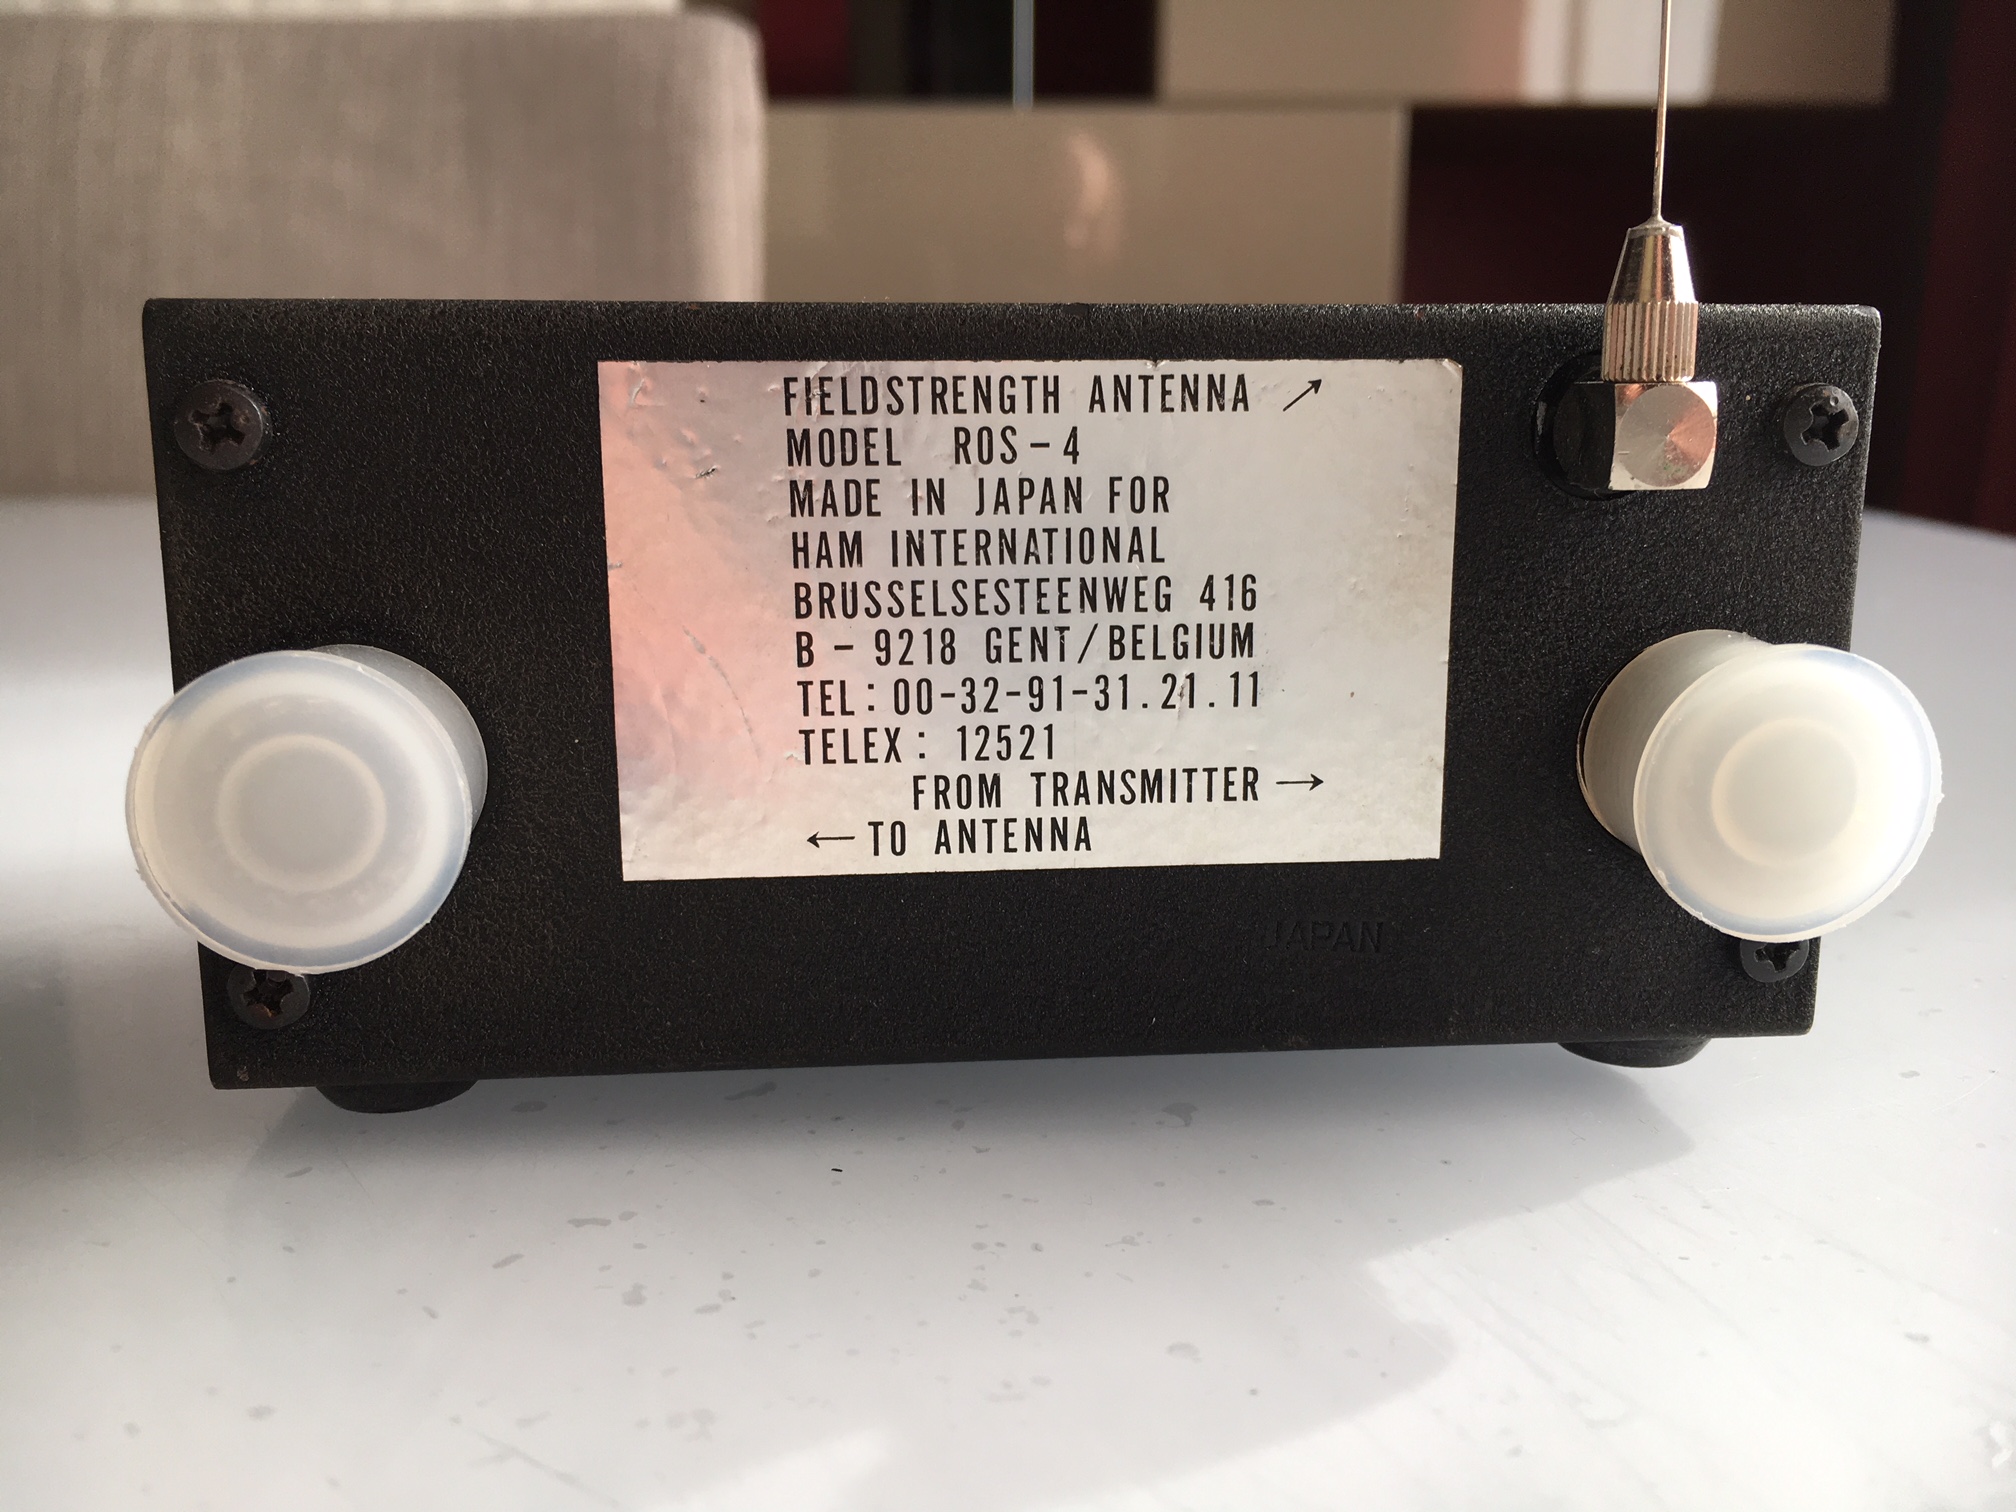 FIELDSTRENGTH ANTENNA ↗
MODEL ROS-4
MADE IN JAPAN FOR
HAM INTERNATIONAL
BRUSSELSESTEENWEG 416
B - 9218 GENT/BELGIUM
TEL: 00-32-91-31.21.11
TELEX: 12521
FROM TRANSMITTER →
← TO ANTENNA
JAPAN